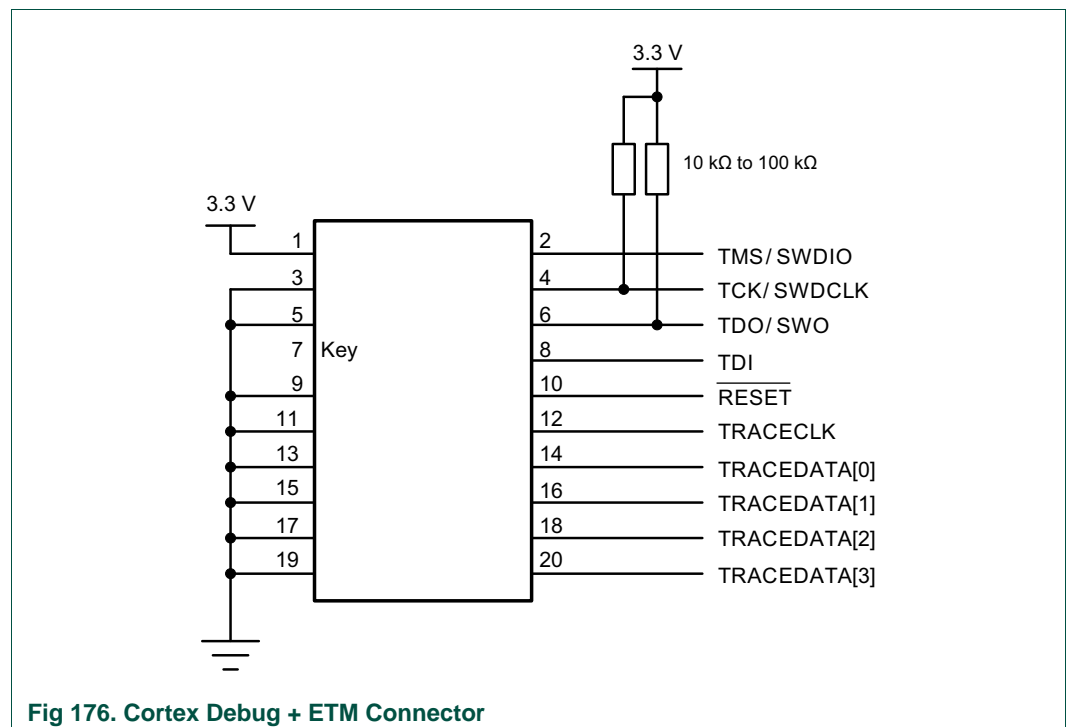 3.3 V
10 kΩ to 100 kΩ
3.3 V
1 2 TMS/ SWDIO
3 4 TCK/ SWDCLK
5 6 TDO/ SWO
7 Key 8 TDI
9 10 RESET
11 12 TRACECLK
13 14 TRACEDATA[0]
15 16 TRACEDATA[1]
17 18 TRACEDATA[2]
19 20 TRACEDATA[3]
Fig 176. Cortex Debug + ETM Connector